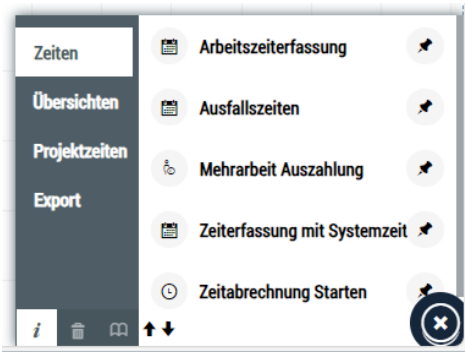 Zeiten
Übersichten
Projektzeiten
Export
Arbeitszeiterfassung
Ausfallszeiten
Mehrarbeit Auszahlung
Zeiterfassung mit Systemzeit
Zeitabrechnung Starten
i